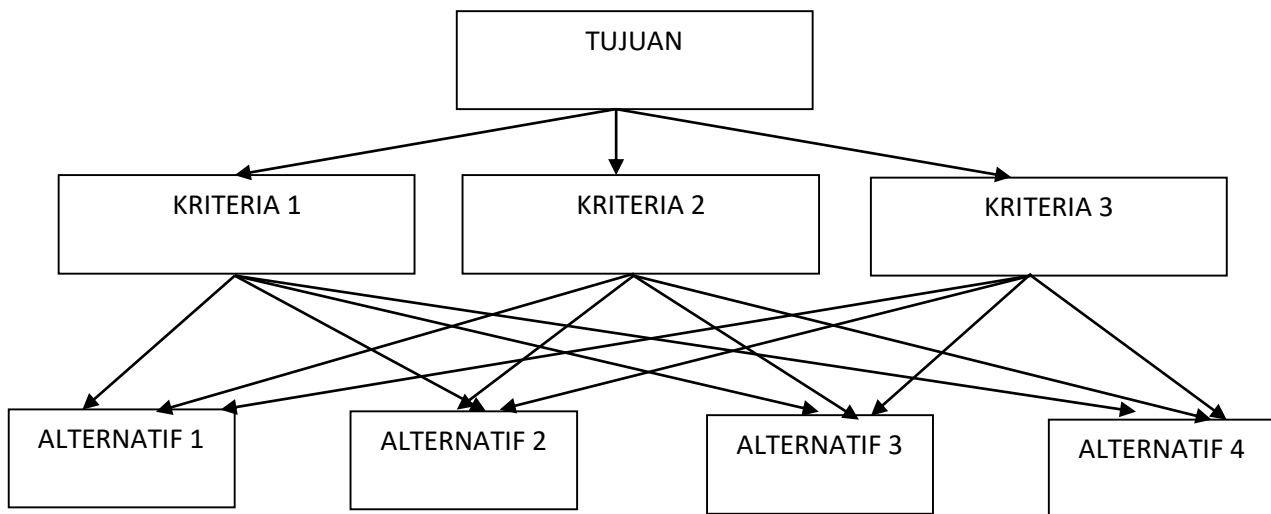 TUJUAN
KRITERIA 1
KRITERIA 2
KRITERIA 3
ALTERNATIF 1
ALTERNATIF 2
ALTERNATIF 3
ALTERNATIF 4